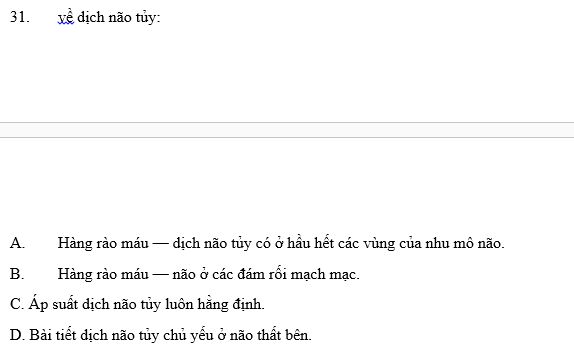 31. về dịch não tủy:
A. Hàng rào máu — dịch não tủy có ở hầu hết các vùng của nhu mô não.
B. Hàng rào máu — não ở các đám rối mạch mạc.
C. Áp suất dịch não tủy luôn hằng định.
D. Bài tiết dịch não tủy chủ yếu ở não thất bên.